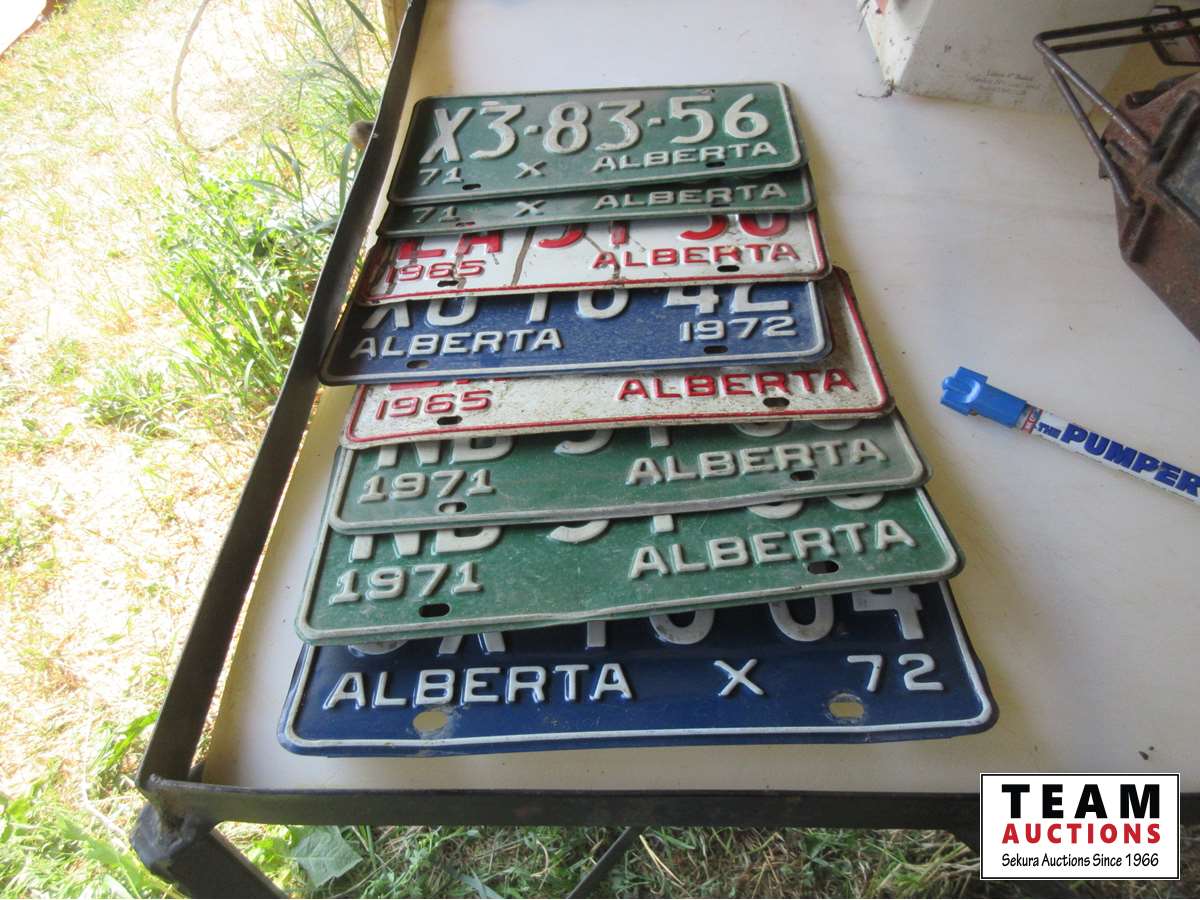 X3-83-56
71 X ALBERTA
71 X ALBERTA
1965 ALBERTA
ALBERTA 1972
1965 ALBERTA
1971 ALBERTA
1971 ALBERTA
ALBERTA X 72
THE PUMPER
TEAM
AUCTIONS
Sekura Auctions Since 1966